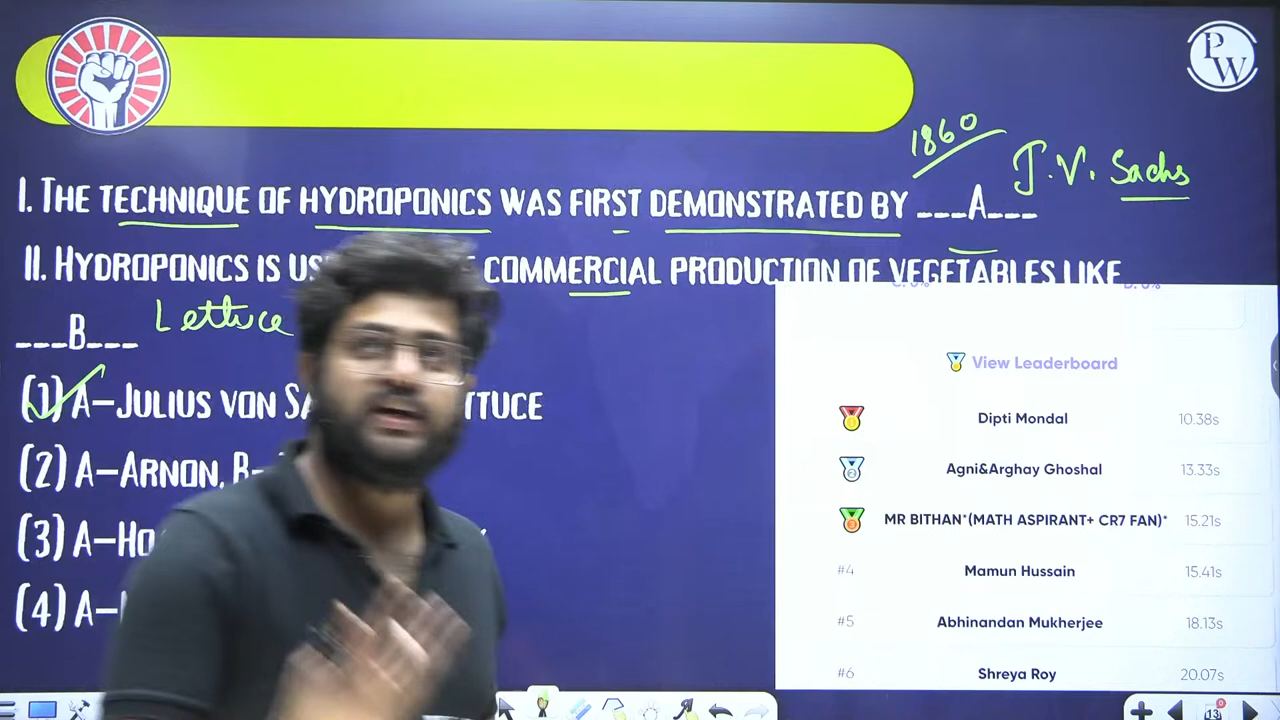 PW
1860
J.V. Sachs
I. THE TECHNIQUE OF HYDROPONICS WAS FIRST DEMONSTRATED BY ___A___
II. HYDROPONICS IS COMMERCIAL PRODUCTION OF VEGETABLES LIKE
___B___ Lettuce
(1) A-JULIUS VON
(2) A-ARNON, B-
(3) A-
(4) A-
View Leaderboard
Dipti Mondal 10.38s
Agni&Arghay Ghoshal 13.33s
MR BITHAN*(MATH ASPIRANT+ CR7 FAN)* 15.21s
#4 Mamun Hussain 15.41s
#5 Abhinandan Mukherjee 18.13s
#6 Shreya Roy 20.07s
13